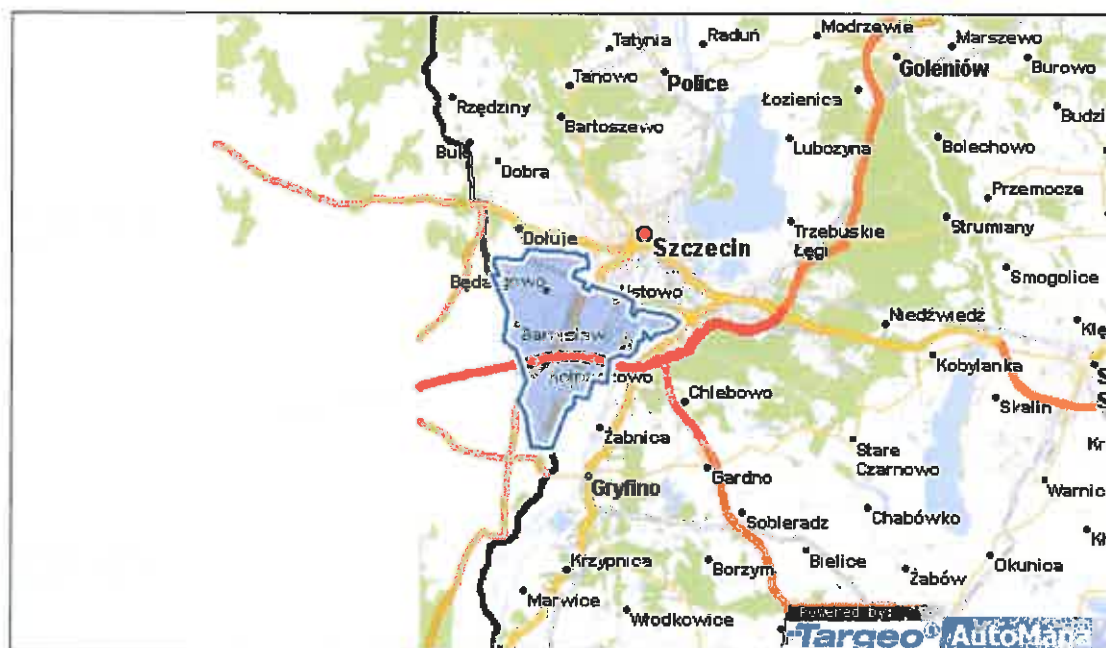 Modrzewie
Marszewo
Tatynia
Raduń
Goleniów
Burowo
Police
Tanowo
Łozienica
Rzędziny
Budzi
Bartoszewo
Lubczyna
Bolechowo
Buk
Dobra
Przemocze
Strumiany
Trzebuskie
Łęgi
Dołuje
Szczecin
Smogolice
Ustowo
Niedźwiedź
Kobylanka
Chlebowo
Skalin
Kr
Żabnica
Stare
Czarnowo
Gardno
Gryfino
Warnic
Sobieradz
Chabówko
Krzypnica
Borzym
Bielice
Żabów
Okunica
Marwice
Włodkowice
Powered by
Targeo® AutoMapa